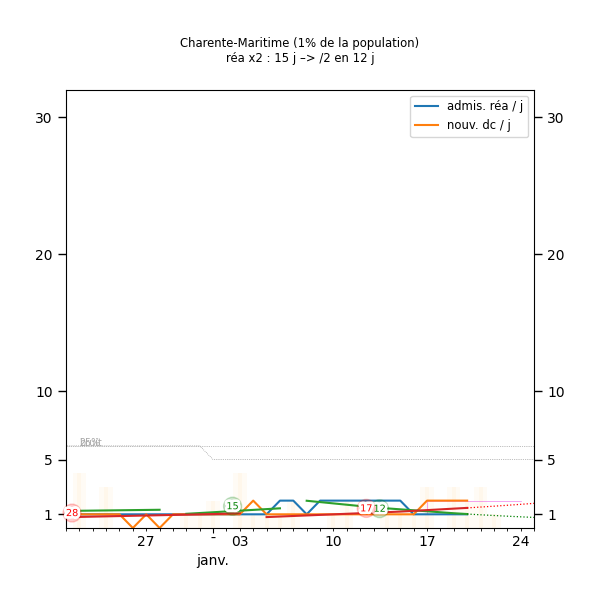 Charente-Maritime (1% de la population)
réa x2 : 15 j –> /2 en 12 j
admis. réa / j
nouv. dc / j
30 30
20 20
10 10
5 5
1 1
28
15
17 12
27 03 10 17 24
janv.